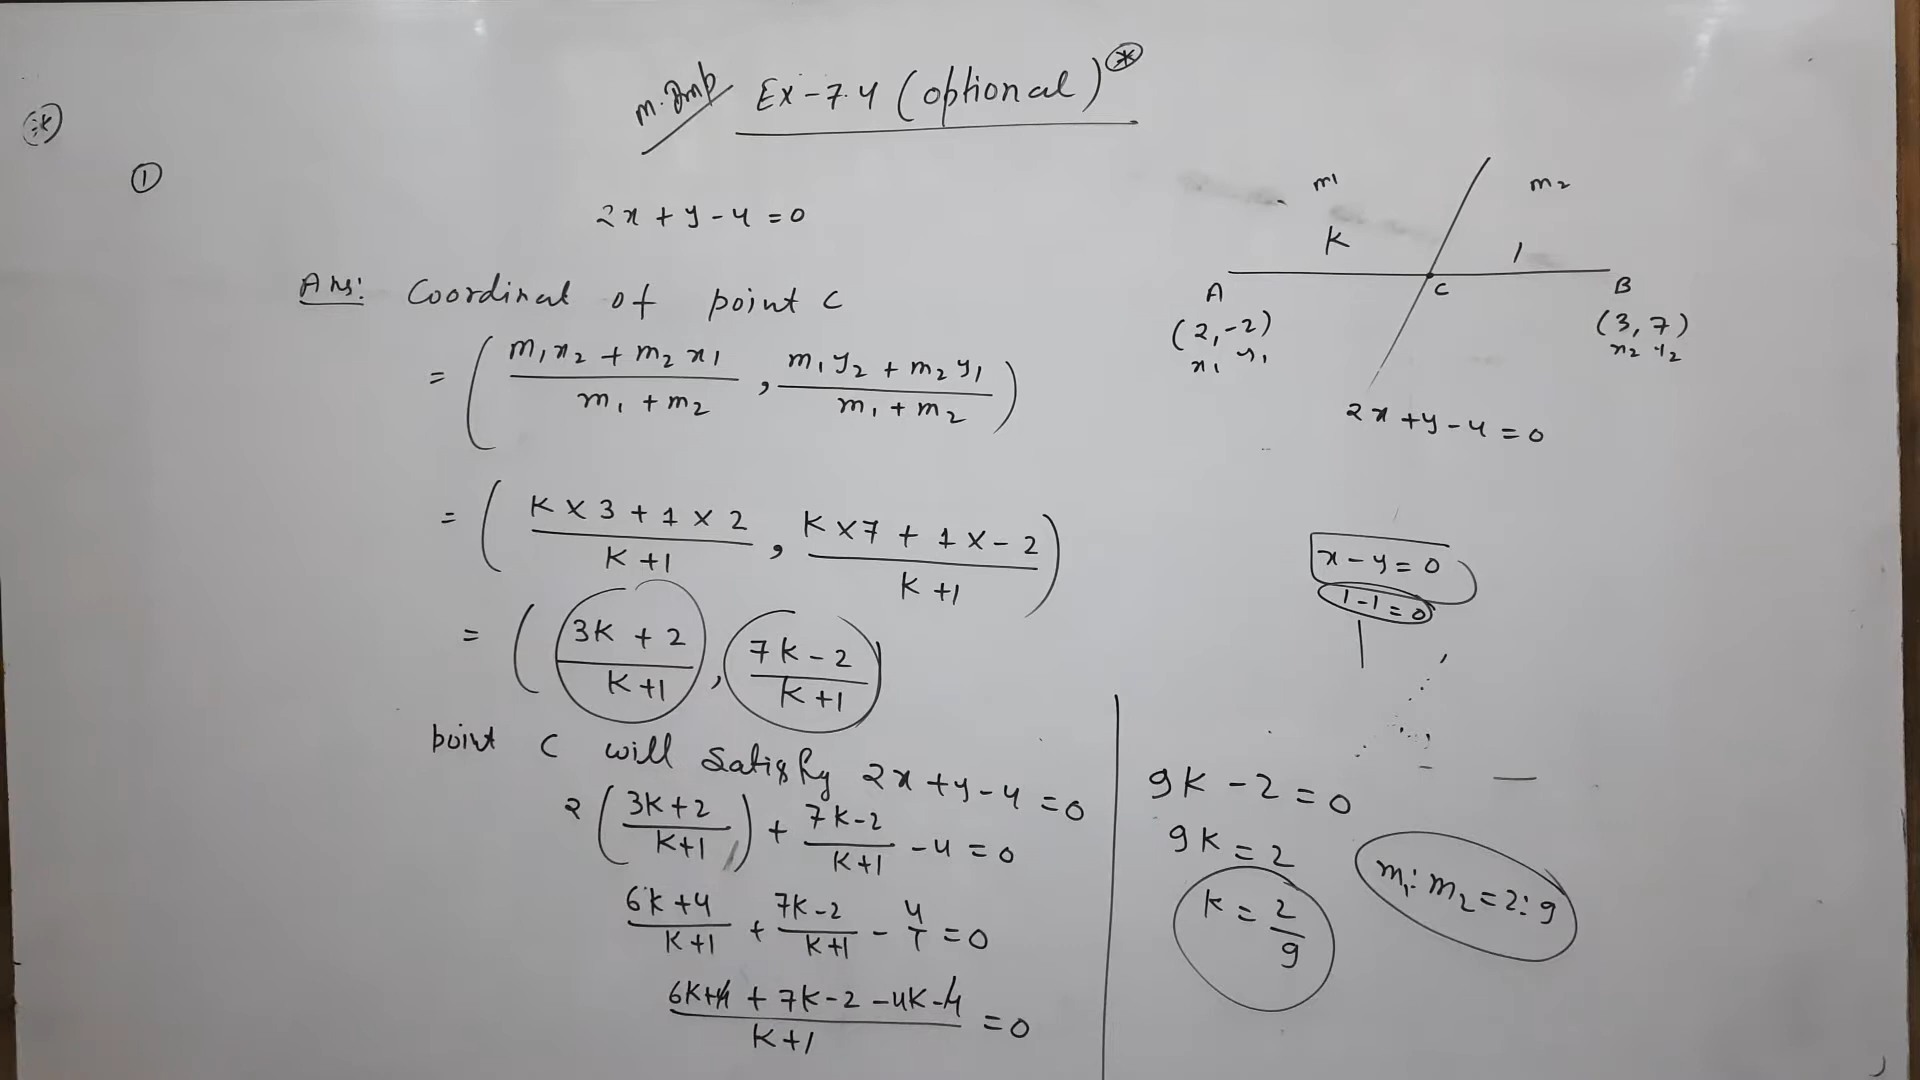 m. Imp Ex-7.4 (optional) *
*
①
2x + y - 4 = 0
Ans: Coordinat of point C
= ( (m₁x₂ + m₂x₁)/(m₁ + m₂) , (m₁y₂ + m₂y₁)/(m₁ + m₂) )
= ( (K × 3 + 1 × 2)/(K + 1) , (K × 7 + 1 × -2)/(K + 1) )
= ( (3K + 2)/(K + 1) , (7K - 2)/(K + 1) )
point C will satisfy 2x + y - 4 = 0
2 ( (3K + 2)/(K + 1) ) + (7K - 2)/(K + 1) - 4 = 0
(6K + 4)/(K + 1) + (7K - 2)/(K + 1) - 4/1 = 0
(6K + 4 + 7K - 2 - 4K - 4)/(K + 1) = 0
m₁ m₂
K 1
A C B
(2, -2) (3, 7)
x₁ y₁ x₂ y₂
2x + y - 4 = 0
x - y = 0
1 - 1 = 0
9K - 2 = 0
9K = 2
K = 2/9
m₁ : m₂ = 2 : 9